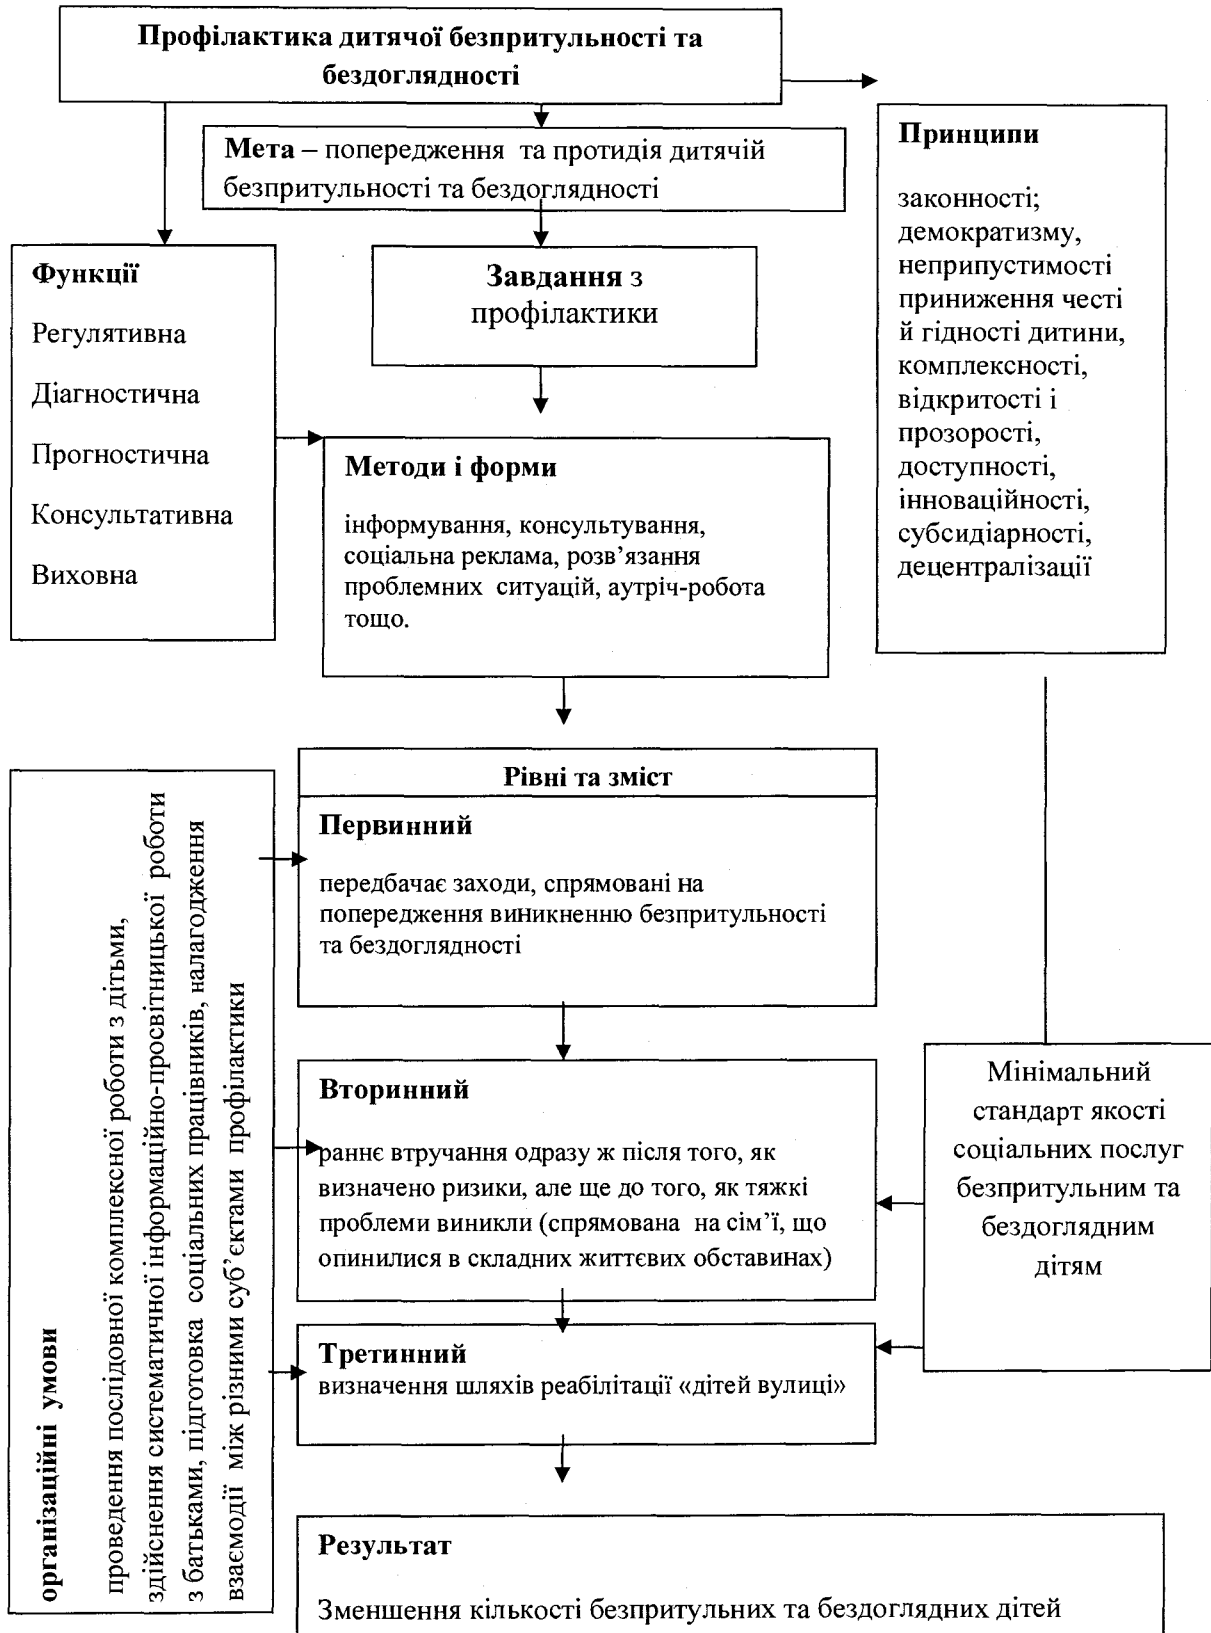 Профілактика дитячої безпритульності та
бездоглядності
Мета – попередження та протидія дитячій
безпритульності та бездоглядності
Принципи
законності;
демократизму,
неприпустимості
приниження честі
й гідності дитини,
комплексності,
відкритості і
прозорості,
доступності,
інноваційності,
субсидіарності,
децентралізації
Функції
Регулятивна
Діагностична
Прогностична
Консультативна
Виховна
Завдання з
профілактики
Методи і форми
інформування, консультування,
соціальна реклама, розв’язання
проблемних ситуацій, аутріч-робота
тощо.
організаційні умови
проведення послідовної комплексної роботи з дітьми,
здійснення систематичної інформаційно-просвітницької роботи
з батьками, підготовка соціальних працівників, налагодження
взаємодії між різними суб’єктами профілактики
Рівні та зміст
Первинний
передбачає заходи, спрямовані на
попередження виникненню безпритульності
та бездоглядності
Вторинний
раннє втручання одразу ж після того, як
визначено ризики, але ще до того, як тяжкі
проблеми виникли (спрямована на сім’ї, що
опинилися в складних життєвих обставинах)
Мінімальний
стандарт якості
соціальних послуг
безпритульним та
бездоглядним
дітям
Третинний
визначення шляхів реабілітації «дітей вулиці»
Результат
Зменшення кількості безпритульних та бездоглядних дітей